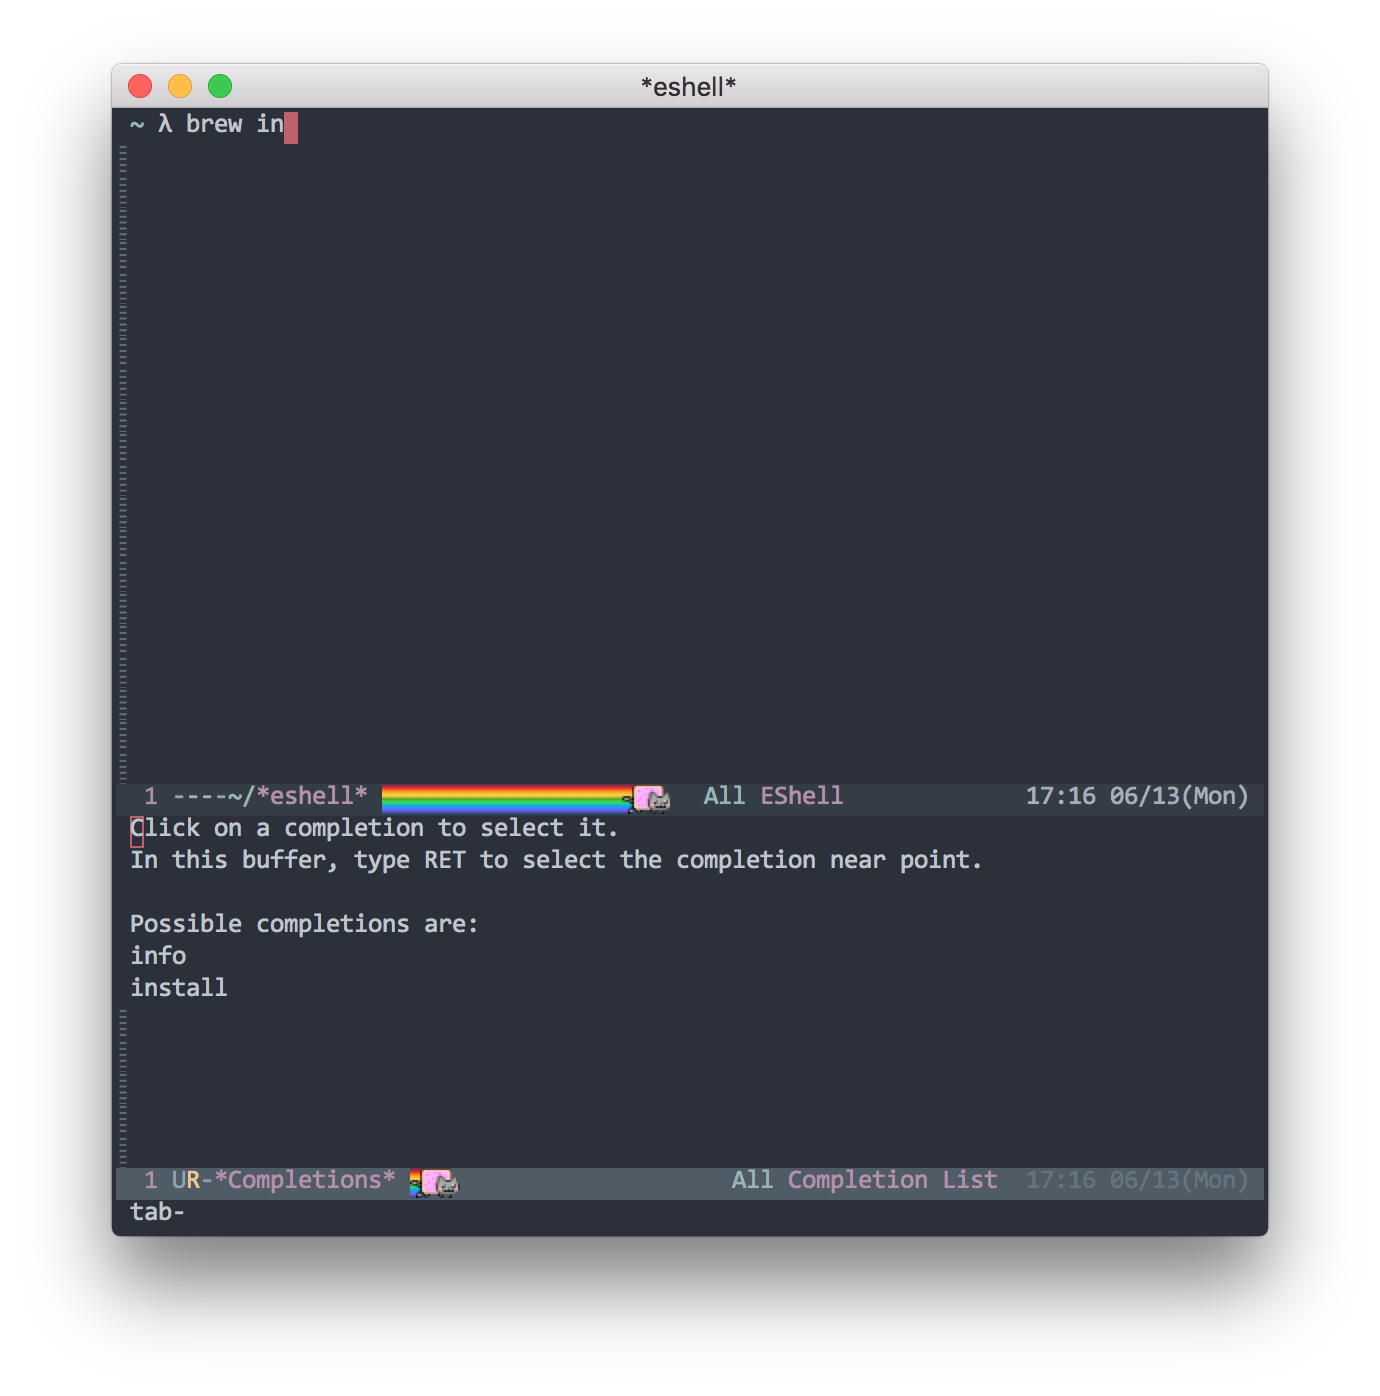 *eshell*
~ λ brew in
1 ----~/*eshell* All EShell 17:16 06/13(Mon)
Click on a completion to select it.
In this buffer, type RET to select the completion near point.
Possible completions are:
info
install
1 UR-*Completions* All Completion List 17:16 06/13(Mon)
tab-